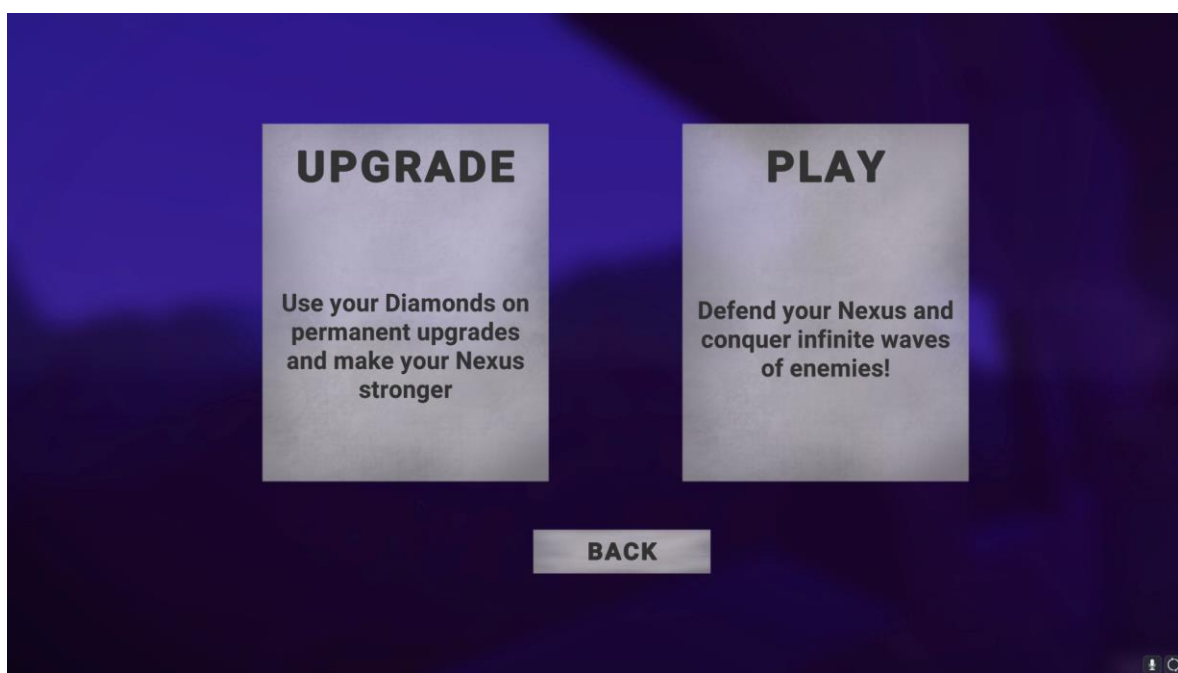 UPGRADE
Use your Diamonds on
permanent upgrades
and make your Nexus
stronger
PLAY
Defend your Nexus and
conquer infinite waves
of enemies!
BACK